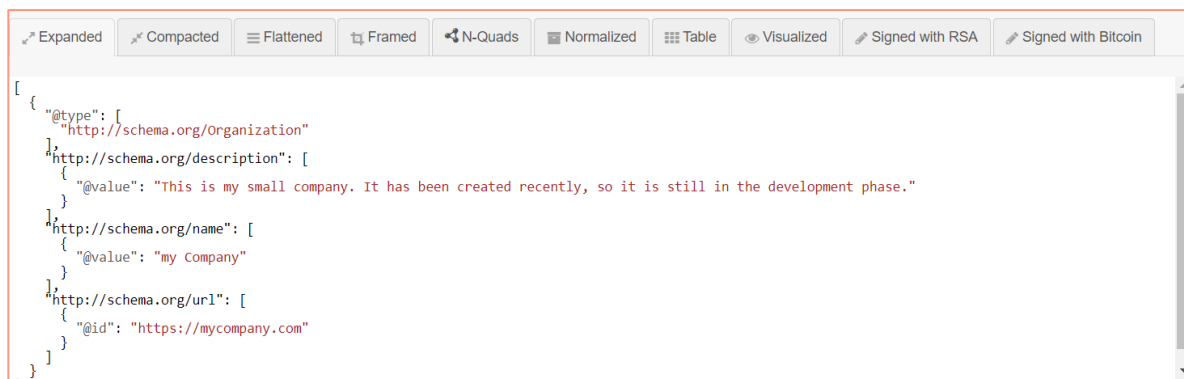 Expanded Compacted Flattened Framed N-Quads Normalized Table Visualized Signed with RSA Signed with Bitcoin
[
  {
    "@type": [
      "http://schema.org/Organization"
    ],
    "http://schema.org/description": [
      {
        "@value": "This is my small company. It has been created recently, so it is still in the development phase."
      }
    ],
    "http://schema.org/name": [
      {
        "@value": "my Company"
      }
    ],
    "http://schema.org/url": [
      {
        "@id": "https://mycompany.com"
      }
    ]
  }